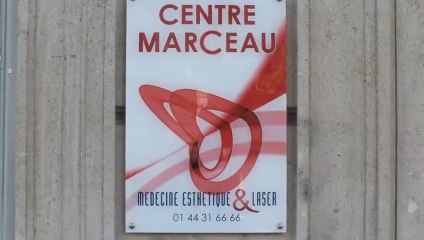 CENTRE
MARCEAU
MEDECINE ESTHETIQUE & LASER
01 44 31 66 66